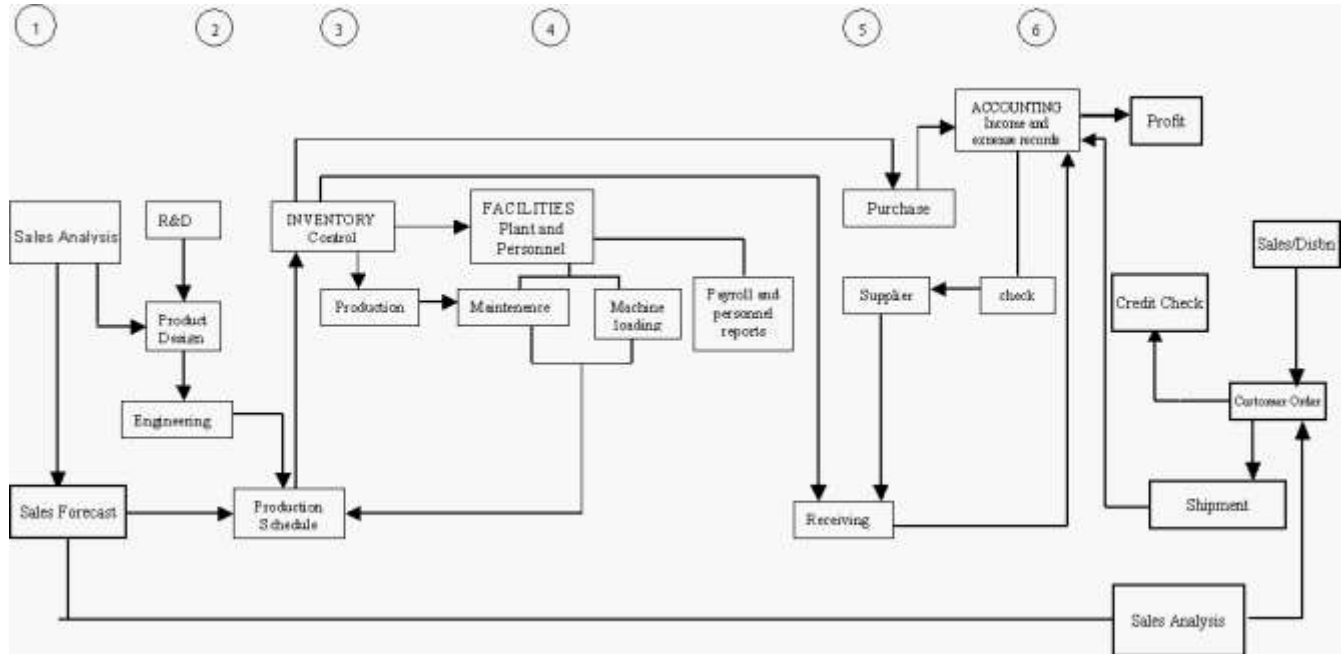 1
2
3
4
5
6
ACCOUNTING
Income and
expense records
Profit
Sales Analysis
R&D
INVENTORY
Control
FACILITIES
Plant and
Personnel
Purchase
Sales/Disbn
Product
Design
Production
Maintenence
Machine
loading
Payroll and
personnel
reports
Supplier
check
Credit Check
Engineering
Customer Order
Sales Forecast
Production
Schedule
Receiving
Shipment
Sales Analysis